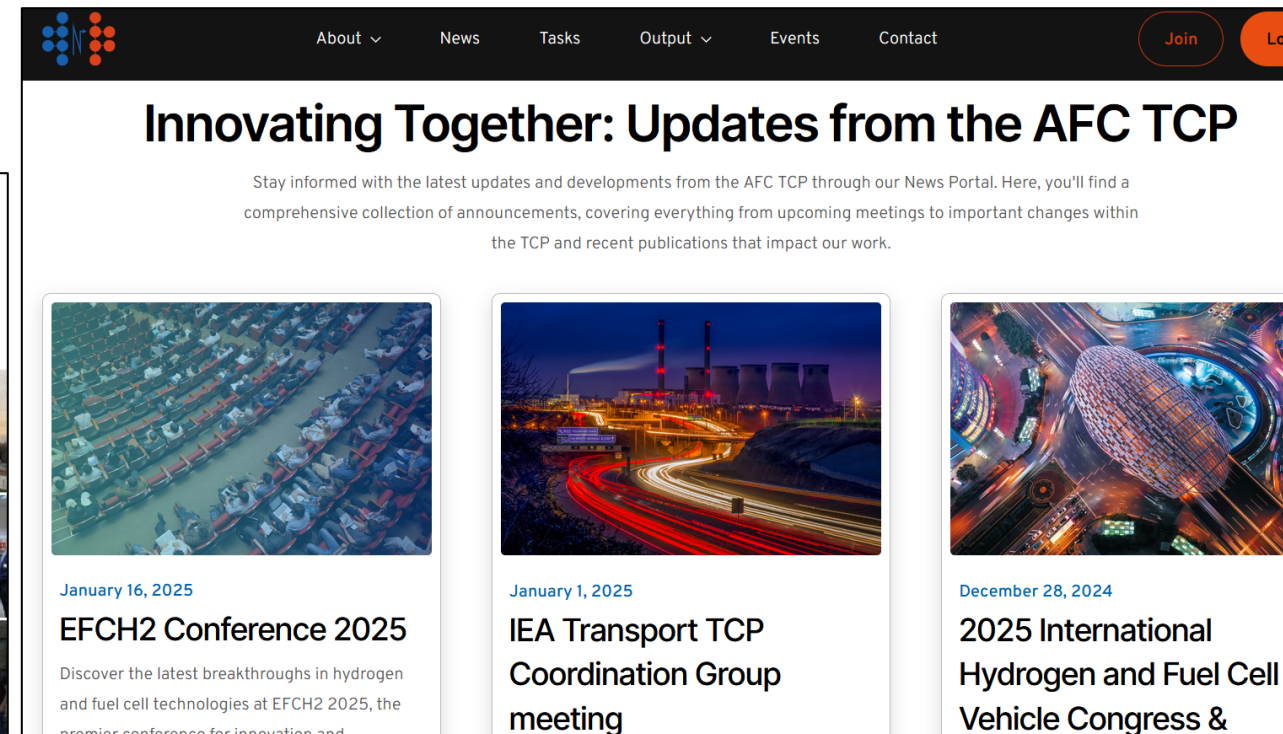 About News Tasks Output Events Contact Join
Innovating Together: Updates from the AFC TCP
Stay informed with the latest updates and developments from the AFC TCP through our News Portal. Here, you'll find a
comprehensive collection of announcements, covering everything from upcoming meetings to important changes within
the TCP and recent publications that impact our work.
January 16, 2025
EFCH2 Conference 2025
Discover the latest breakthroughs in hydrogen
and fuel cell technologies at EFCH2 2025, the
premier conference for innovation and
January 1, 2025
IEA Transport TCP
Coordination Group
meeting
December 28, 2024
2025 International
Hydrogen and Fuel Cell
Vehicle Congress &